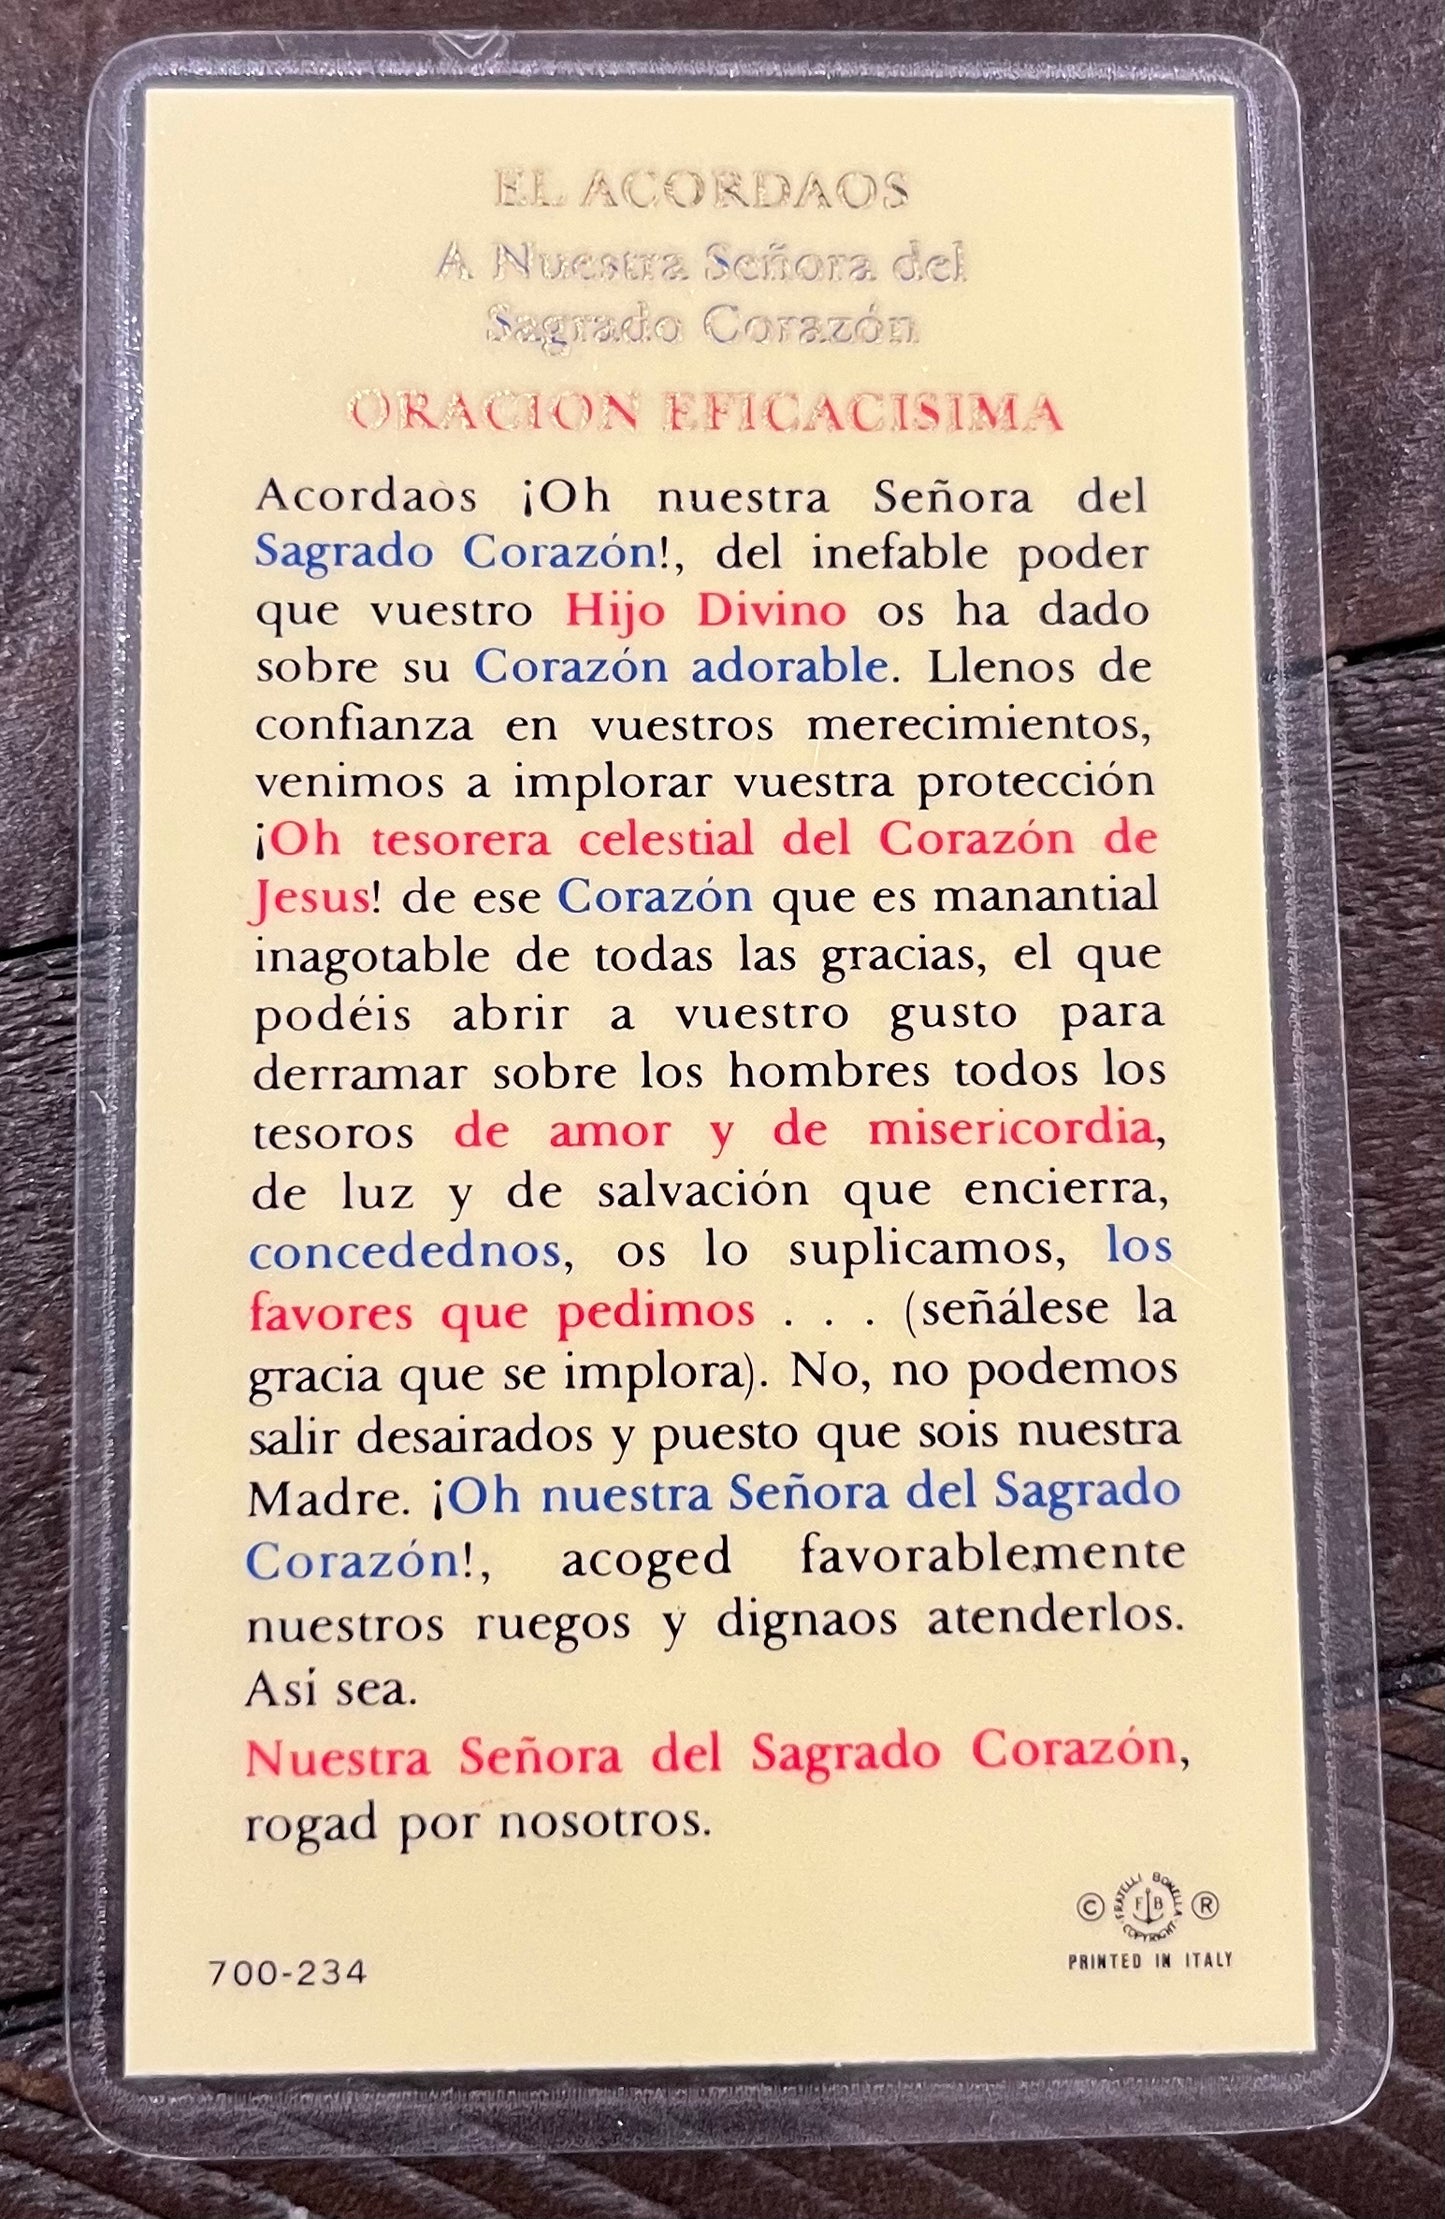 EL ACORDAOS
A Nuestra Señora del
Sagrado Corazón
ORACION EFICACISIMA
Acordaos ¡Oh nuestra Señora del
Sagrado Corazón!, del inefable poder
que vuestro Hijo Divino os ha dado
sobre su Corazón adorable. Llenos de
confianza en vuestros merecimientos,
venimos a implorar vuestra protección
¡Oh tesorera celestial del Corazón de
Jesus! de ese Corazón que es manantial
inagotable de todas las gracias, el que
podéis abrir a vuestro gusto para
derramar sobre los hombres todos los
tesoros de amor y de misericordia,
de luz y de salvación que encierra,
concedednos, os lo suplicamos, los
favores que pedimos . . . (señálese la
gracia que se implora). No, no podemos
salir desairados y puesto que sois nuestra
Madre. ¡Oh nuestra Señora del Sagrado
Corazón!, acoged favorablemente
nuestros ruegos y dignaos atenderlos.
Así sea.
Nuestra Señora del Sagrado Corazón,
rogad por nosotros.
© FRATELLI BONELLA FB COPYRIGHT ®
PRINTED IN ITALY
700-234